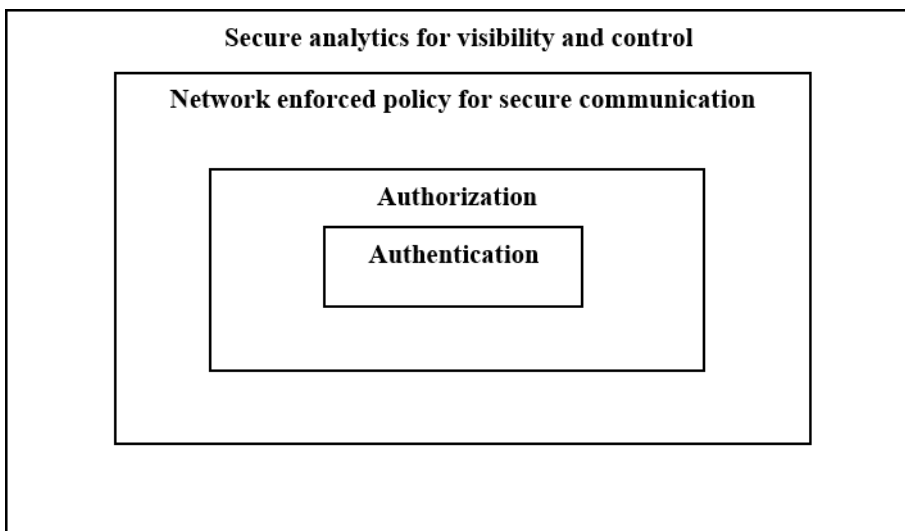 Secure analytics for visibility and control
Network enforced policy for secure communication
Authorization
Authentication